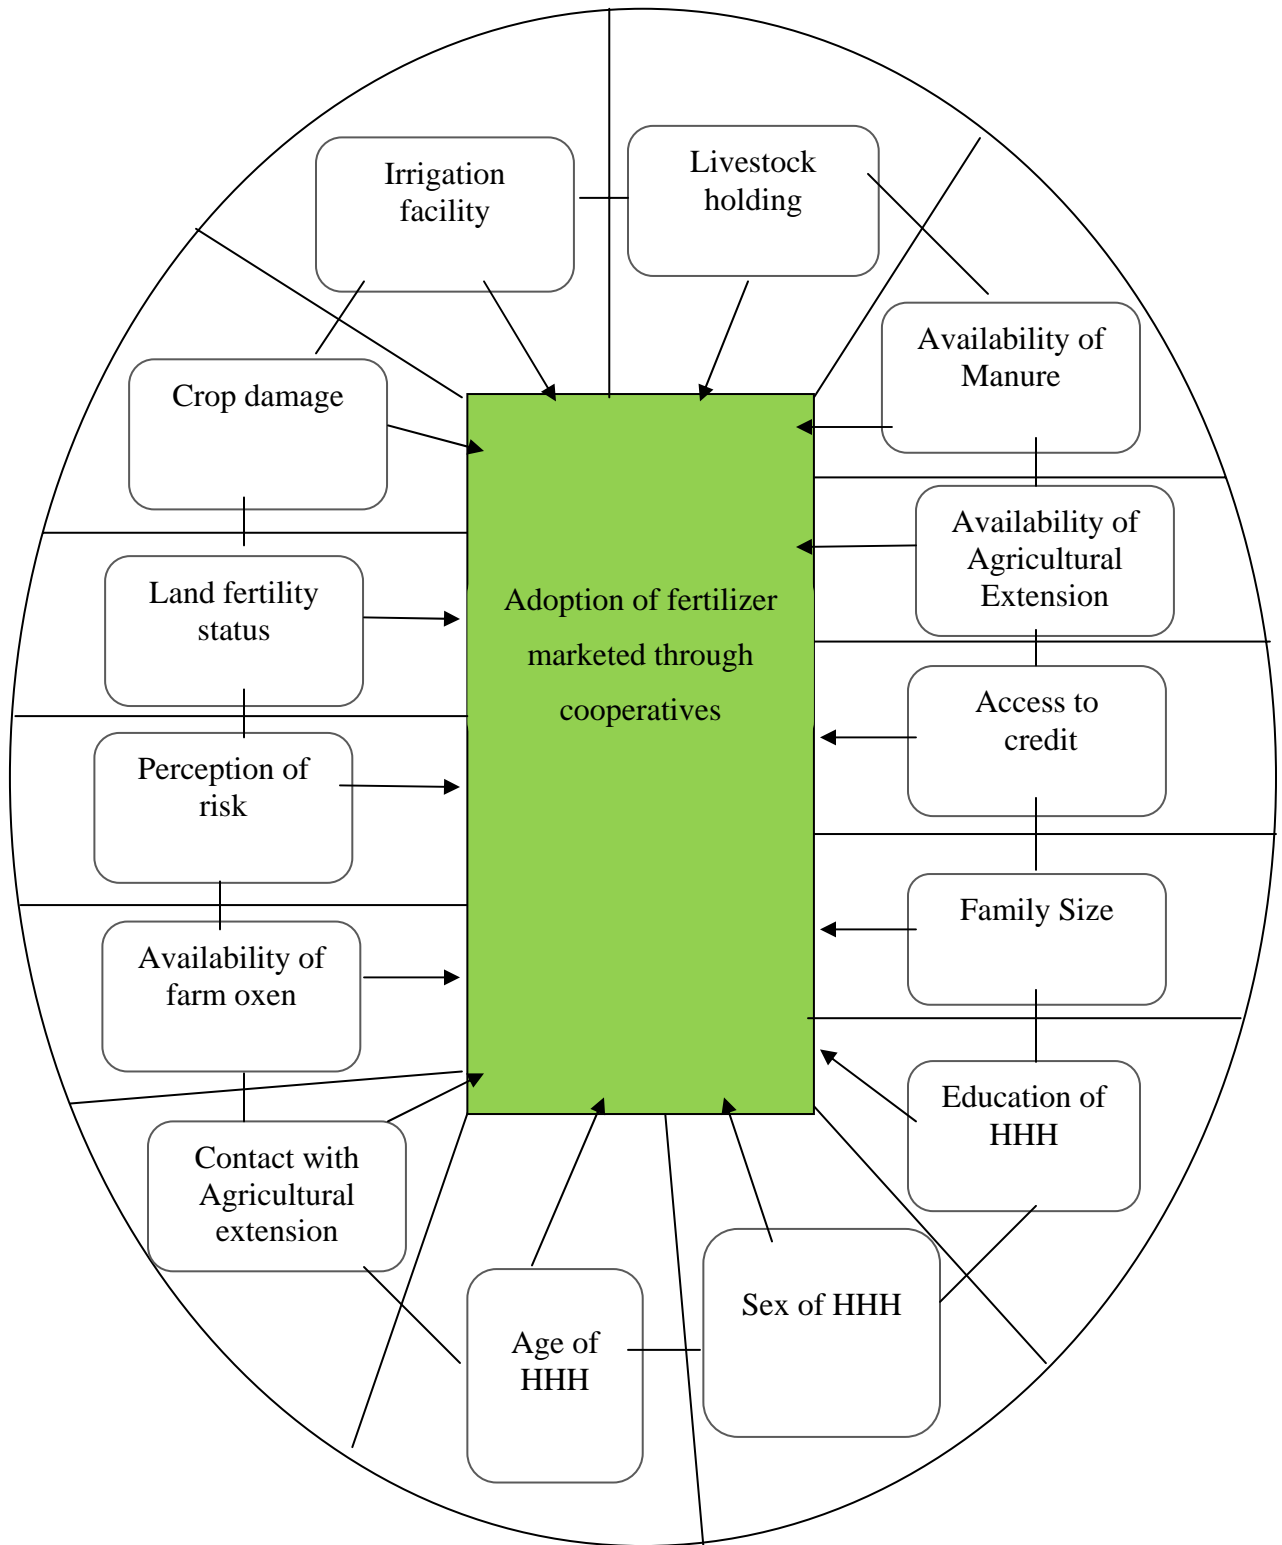 Irrigation
facility
Livestock
holding
Availability of
Manure
Crop damage
Availability of
Agricultural
Extension
Land fertility
status
Adoption of fertilizer
marketed through
cooperatives
Access to
credit
Perception of
risk
Family Size
Availability of
farm oxen
Education of
HHH
Contact with
Agricultural
extension
Sex of HHH
Age of
HHH